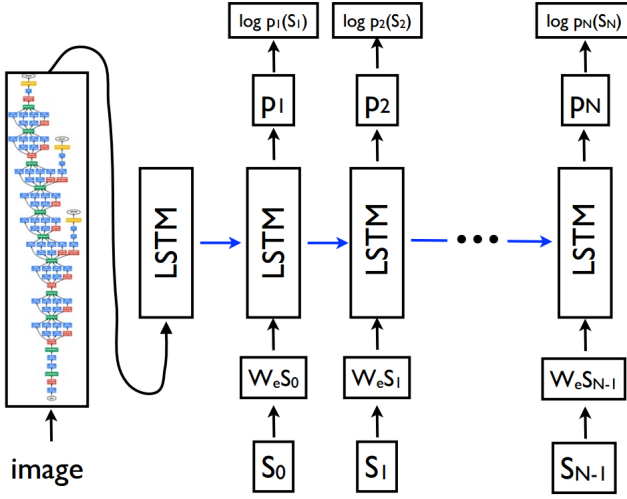 log p1(S1) log p2(S2) log pN(SN)
p1 p2 pN
LSTM LSTM LSTM ••• LSTM
WeS0 WeS1 WeSN-1
image S0 S1 SN-1